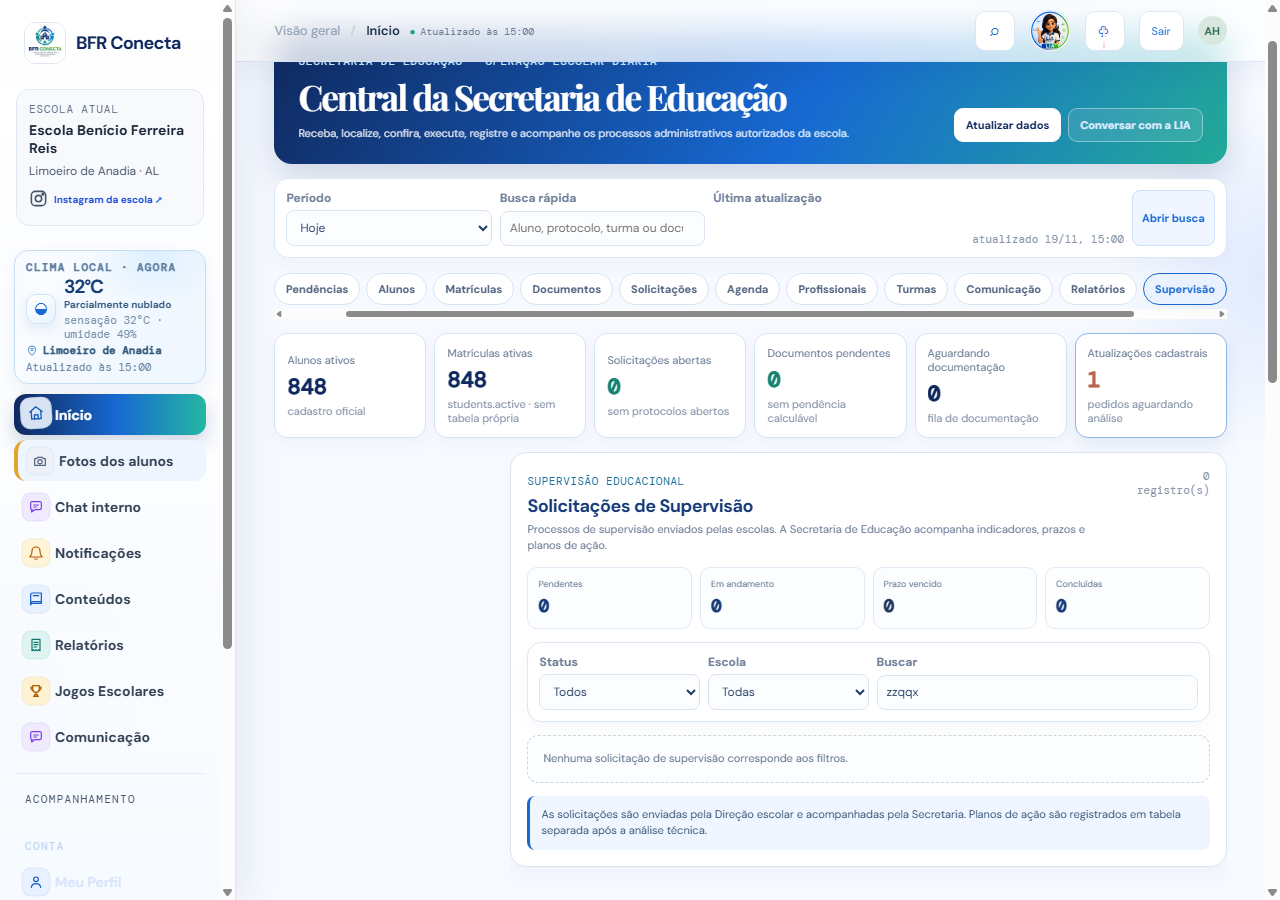 BFR CONECTA
BFR Conecta
ESCOLA ATUAL
Escola Benício Ferreira
Reis
Limoeiro de Anadia · AL
Instagram da escola ↗
CLIMA LOCAL · AGORA
32°C
Parcialmente nublado
sensação 32°C ·
umidade 49%
Limoeiro de Anadia
Atualizado às 15:00
Início
Fotos dos alunos
Chat interno
Notificações
Conteúdos
Relatórios
Jogos Escolares
Comunicação
ACOMPANHAMENTO
CONTA
Meu Perfil
Visão geral / Início ● Atualizado às 15:00
LIA
Sair
AH
SECRETARIA DE EDUCAÇÃO · OPERAÇÃO ESCOLAR DIÁRIA
Central da Secretaria de Educação
Receba, localize, confira, execute, registre e acompanhe os processos administrativos autorizados da escola.
Atualizar dados
Conversar com a LIA
Período
Hoje
Busca rápida
Aluno, protocolo, turma ou docu
Última atualização
atualizado 19/11, 15:00
Abrir busca
Pendências
Alunos
Matrículas
Documentos
Solicitações
Agenda
Profissionais
Turmas
Comunicação
Relatórios
Supervisão
Alunos ativos
848
cadastro oficial
Matrículas ativas
848
students.active · sem
tabela própria
Solicitações abertas
0
sem protocolos abertos
Documentos pendentes
0
sem pendência
calculável
Aguardando
documentação
0
fila de documentação
Atualizações cadastrais
1
pedidos aguardando
análise
SUPERVISÃO EDUCACIONAL
Solicitações de Supervisão
Processos de supervisão enviados pelas escolas. A Secretaria de Educação acompanha indicadores, prazos e
planos de ação.
0
registro(s)
Pendentes
0
Em andamento
0
Prazo vencido
0
Concluídas
0
Status
Todos
Escola
Todas
Buscar
zzqqx
Nenhuma solicitação de supervisão corresponde aos filtros.
As solicitações são enviadas pela Direção escolar e acompanhadas pela Secretaria. Planos de ação são registrados em tabela
separada após a análise técnica.